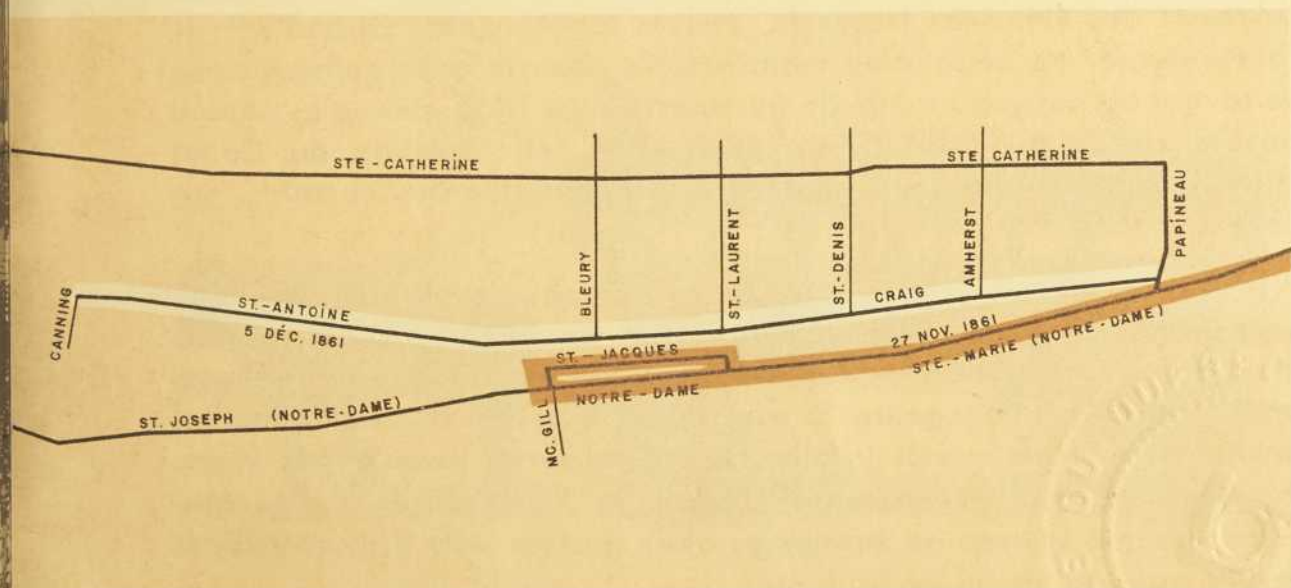 STE-CATHERINE
STE CATHERINE
PAPINEAU
BLEURY
ST.-LAURENT
ST.-DENIS
AMHERST
CANNING
ST.-ANTOINE
5 DÉC. 1861
CRAIG
27 NOV. 1861
STE.-MARIE (NOTRE-DAME)
ST.-JACQUES
NOTRE-DAME
MC. GILL
ST. JOSEPH (NOTRE-DAME)